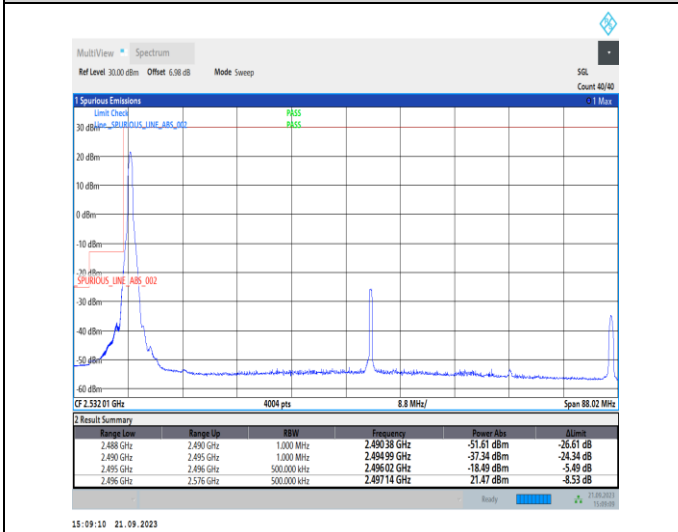 MultiView Spectrum
Ref Level 30.00 dBm Offset 6.98 dB Mode Sweep SGL
Count 40/40
1 Spurious Emissions 1 Max
Limit Check PASS
30 dBm Line _SPURIOUS_LINE_ABS_002 PASS
20 dBm
10 dBm
0 dBm
-10 dBm
-20 dBm
_SPURIOUS_LINE_ABS_002
-30 dBm
-40 dBm
-50 dBm
-60 dBm
CF 2.532 01 GHz 4004 pts 8.8 MHz/ Span 88.02 MHz
2 Result Summary
Range Low Range Up RBW Frequency Power Abs ΔLimit
2.488 GHz 2.490 GHz 1.000 MHz 2.490 38 GHz -51.61 dBm -26.61 dB
2.490 GHz 2.495 GHz 1.000 MHz 2.494 99 GHz -37.34 dBm -24.34 dB
2.495 GHz 2.496 GHz 500.000 kHz 2.496 02 GHz -18.49 dBm -5.49 dB
2.496 GHz 2.576 GHz 500.000 kHz 2.497 14 GHz 21.47 dBm -8.53 dB
Ready 21.09.2023
15:09:09
15:09:10 21.09.2023